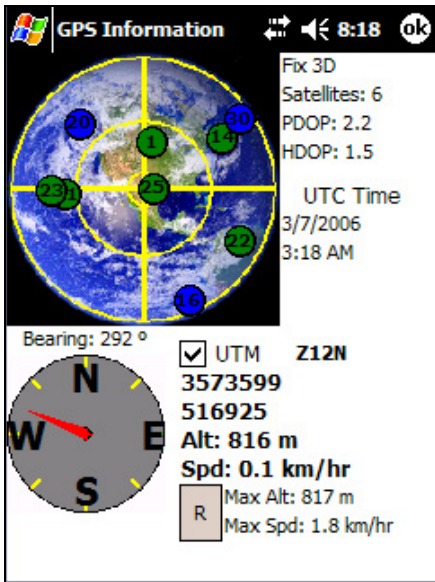 GPS Information 8:18 ok
Fix 3D
Satellites: 6
PDOP: 2.2
HDOP: 1.5
UTC Time
3/7/2006
3:18 AM
20
30
1
14
23
1
25
22
16
Bearing: 292 º
N
W
E
S
UTM Z12N
3573599
516925
Alt: 816 m
Spd: 0.1 km/hr
R
Max Alt: 817 m
Max Spd: 1.8 km/hr